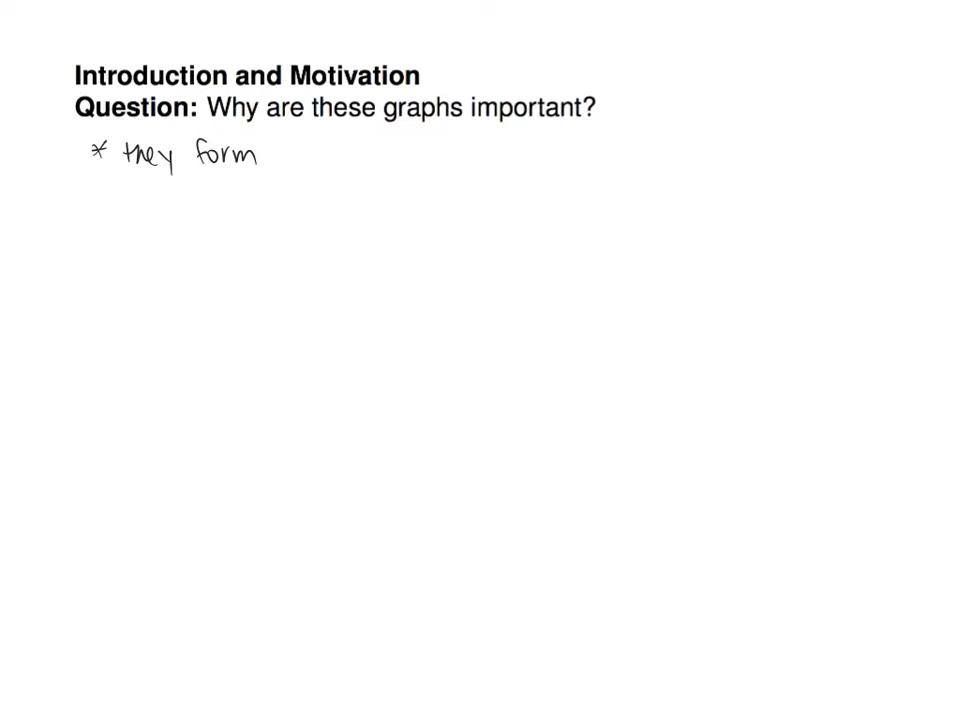 Introduction and Motivation
Question: Why are these graphs important?
* they form